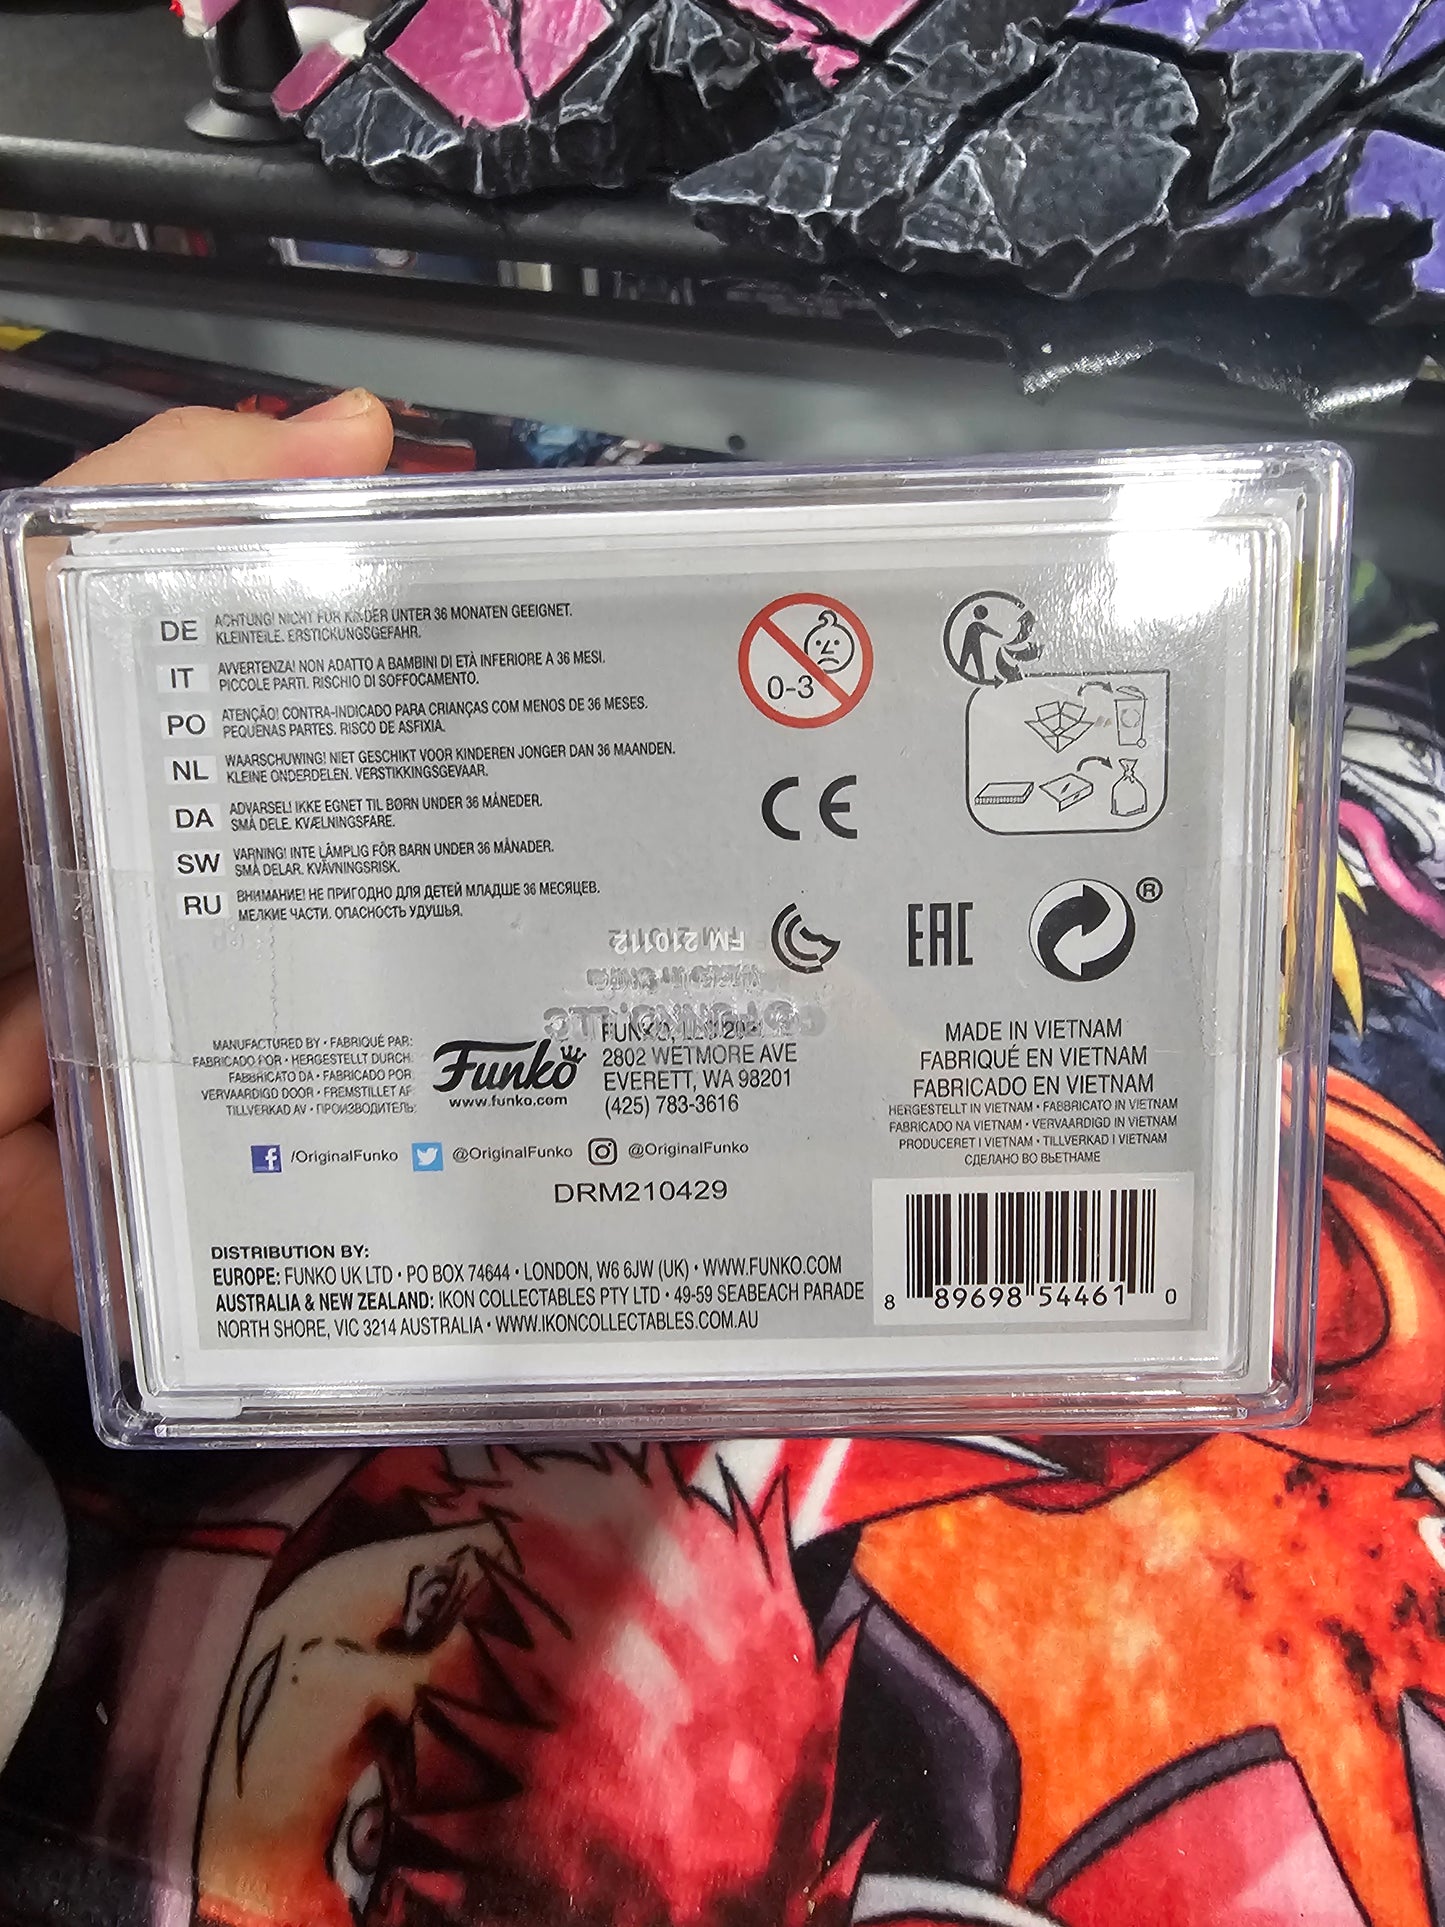 DE ACHTUNG! NICHT FÜR KINDER UNTER 36 MONATEN GEEIGNET.
KLEINTEILE. ERSTICKUNGSGEFAHR.
IT AVVERTENZA! NON ADATTO A BAMBINI DI ETÀ INFERIORE A 36 MESI.
PICCOLE PARTI. RISCHIO DI SOFFOCAMENTO.
PO ATENÇÃO! CONTRA-INDICADO PARA CRIANÇAS COM MENOS DE 36 MESES.
PEQUENAS PARTES. RISCO DE ASFIXIA.
NL WAARSCHUWING! NIET GESCHIKT VOOR KINDEREN JONGER DAN 36 MAANDEN.
KLEINE ONDERDELEN. VERSTIKKINGSGEVAAR.
DA ADVARSEL! IKKE EGNET TIL BØRN UNDER 36 MÅNEDER.
SMÅ DELE. KVÆLNINGSFARE.
SW VARNING! INTE LÄMPLIG FÖR BARN UNDER 36 MÅNADER.
SMÅ DELAR. KVÄVNINGSRISK.
RU ВНИМАНИЕ! НЕ ПРИГОДНО ДЛЯ ДЕТЕЙ МЛАДШЕ 36 МЕСЯЦЕВ.
МЕЛКИЕ ЧАСТИ. ОПАСНОСТЬ УДУШЬЯ.
0-3
CE
EAC
®
FM 210112
© FUNKO, LLC
MANUFACTURED BY • FABRIQUÉ PAR:
FABRICADO POR • HERGESTELLT DURCH:
FABBRICATO DA • FABRICADO POR:
VERVAARDIGD DOOR • FREMSTILLET AF:
TILLVERKAD AV • ПРОИЗВОДИТЕЛЬ:
Funko
www.funko.com
FUNKO, LLC
2802 WETMORE AVE
EVERETT, WA 98201
(425) 783-3616
MADE IN VIETNAM
FABRIQUÉ EN VIETNAM
FABRICADO EN VIETNAM
HERGESTELLT IN VIETNAM • FABBRICATO IN VIETNAM
FABRICADO NA VIETNAM • VERVAARDIGD IN VIETNAM
PRODUCERET I VIETNAM • TILLVERKAD I VIETNAM
СДЕЛАНО ВО ВЬЕТНАМЕ
/OriginalFunko @OriginalFunko @OriginalFunko
DRM210429
DISTRIBUTION BY:
EUROPE: FUNKO UK LTD • PO BOX 74644 • LONDON, W6 6JW (UK) • WWW.FUNKO.COM
AUSTRALIA & NEW ZEALAND: IKON COLLECTABLES PTY LTD • 49-59 SEABEACH PARADE
NORTH SHORE, VIC 3214 AUSTRALIA • WWW.IKONCOLLECTABLES.COM.AU
8 89698 54461 0